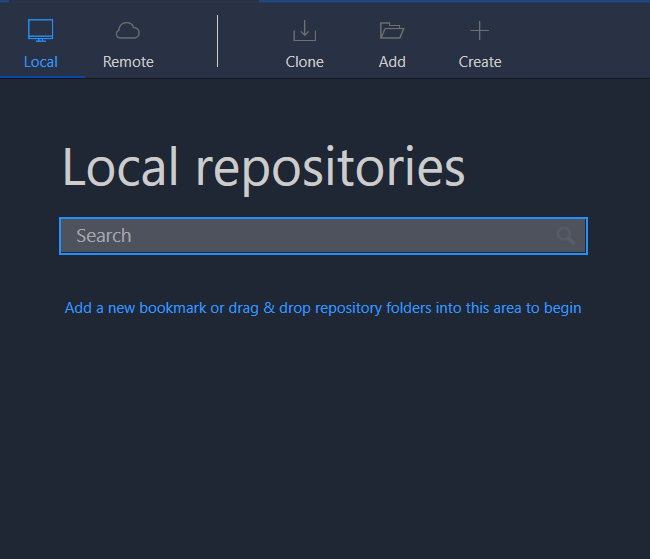 Local Remote Clone Add Create
Local repositories
Search
Add a new bookmark or drag & drop repository folders into this area to begin